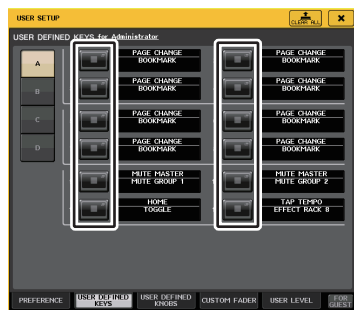 USER SETUP
CLEAR ALL
USER DEFINED KEYS for Administrator
A
PAGE CHANGE
BOOKMARK
PAGE CHANGE
BOOKMARK
B
PAGE CHANGE
BOOKMARK
PAGE CHANGE
BOOKMARK
C
PAGE CHANGE
BOOKMARK
PAGE CHANGE
BOOKMARK
D
PAGE CHANGE
BOOKMARK
PAGE CHANGE
BOOKMARK
MUTE MASTER
MUTE GROUP 1
MUTE MASTER
MUTE GROUP 2
HOME
TOGGLE
TAP TEMPO
EFFECT RACK 8
PREFERENCE
USER DEFINED
KEYS
USER DEFINED
KNOBS
CUSTOM FADER
USER LEVEL
FOR
GUEST